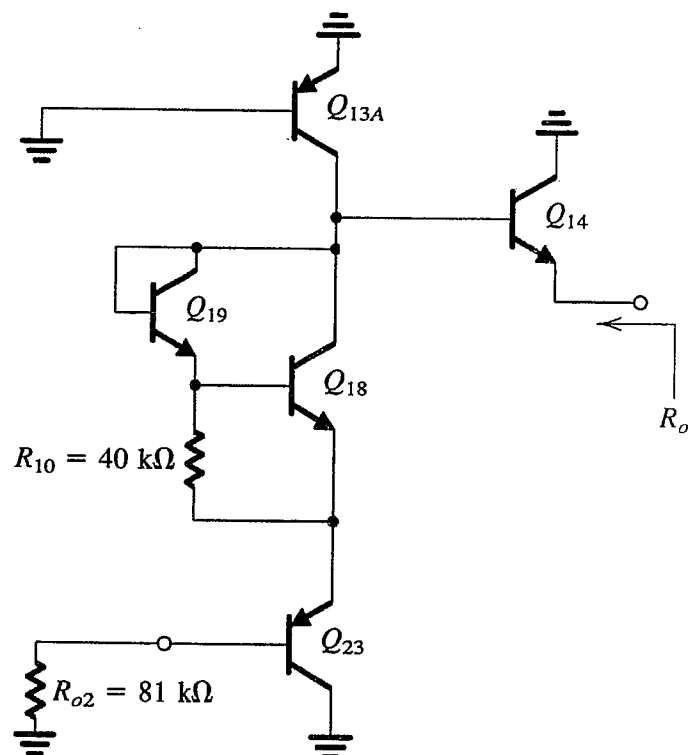 Q13A
Q14
Q19
Q18
Ro
R10 = 40 kΩ
Q23
Ro2 = 81 kΩ